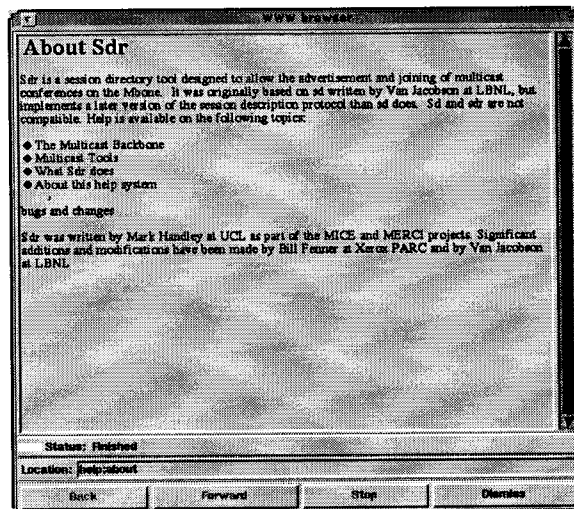 WWW browser
About Sdr
Sdr is a session directory tool designed to allow the advertisement and joining of multicast
conferences on the Mbone. It was originally based on sd written by Van Jacobson at LBNL, but
implements a later version of the session description protocol than sd does. Sd and sdr are not
compatible. Help is available on the following topics:
The Multicast Backbone
Multicast Tools
What Sdr does
About this help system
bugs and changes
Sdr was written by Mark Handley at UCL as part of the MICE and MERCI projects. Significant
additions and modifications have been made by Bill Fenner at Xerox PARC and by Van Jacobson
at LBNL
Status: Finished
Location: help:about
Back Forward Stop Dismiss